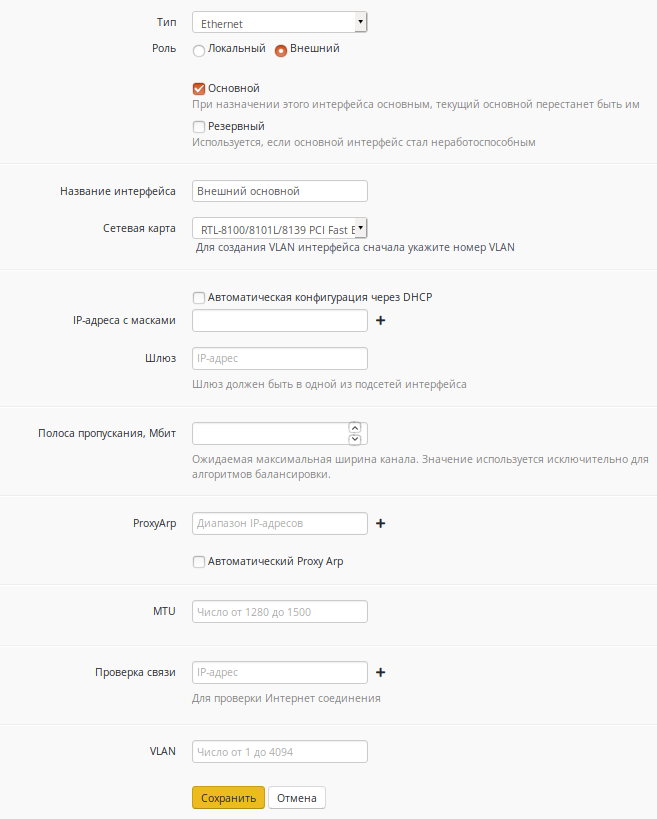 Тип Ethernet
Роль Локальный Внешний
Основной
При назначении этого интерфейса основным, текущий основной перестанет быть им
Резервный
Используется, если основной интерфейс стал неработоспособным
Название интерфейса Внешний основной
Сетевая карта RTL-8100/8101L/8139 PCI Fast E
Для создания VLAN интерфейса сначала укажите номер VLAN
Автоматическая конфигурация через DHCP
IP-адреса с масками
Шлюз IP-адрес
Шлюз должен быть в одной из подсетей интерфейса
Полоса пропускания, Мбит
Ожидаемая максимальная ширина канала. Значение используется исключительно для
алгоритмов балансировки.
ProxyArp Диапазон IP-адресов
Автоматический Proxy Arp
MTU Число от 1280 до 1500
Проверка связи IP-адрес
Для проверки Интернет соединения
VLAN Число от 1 до 4094
Сохранить Отмена